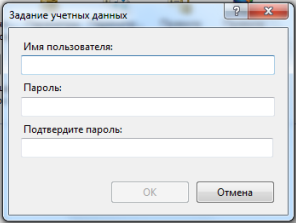 Задание учетных данных
Имя пользователя:
Пароль:
Подтвердите пароль:
OK
Отмена